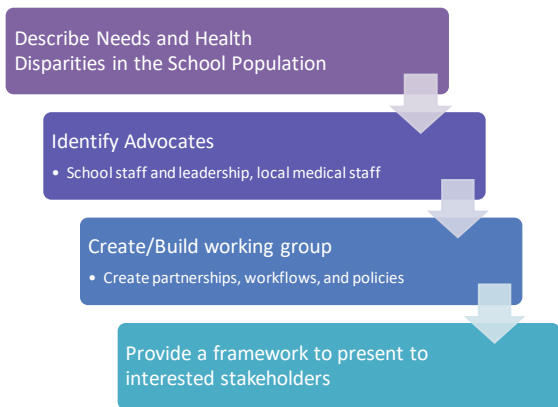 Describe Needs and Health
Disparities in the School Population
Identify Advocates
• School staff and leadership, local medical staff
Create/Build working group
• Create partnerships, workflows, and policies
Provide a framework to present to
interested stakeholders